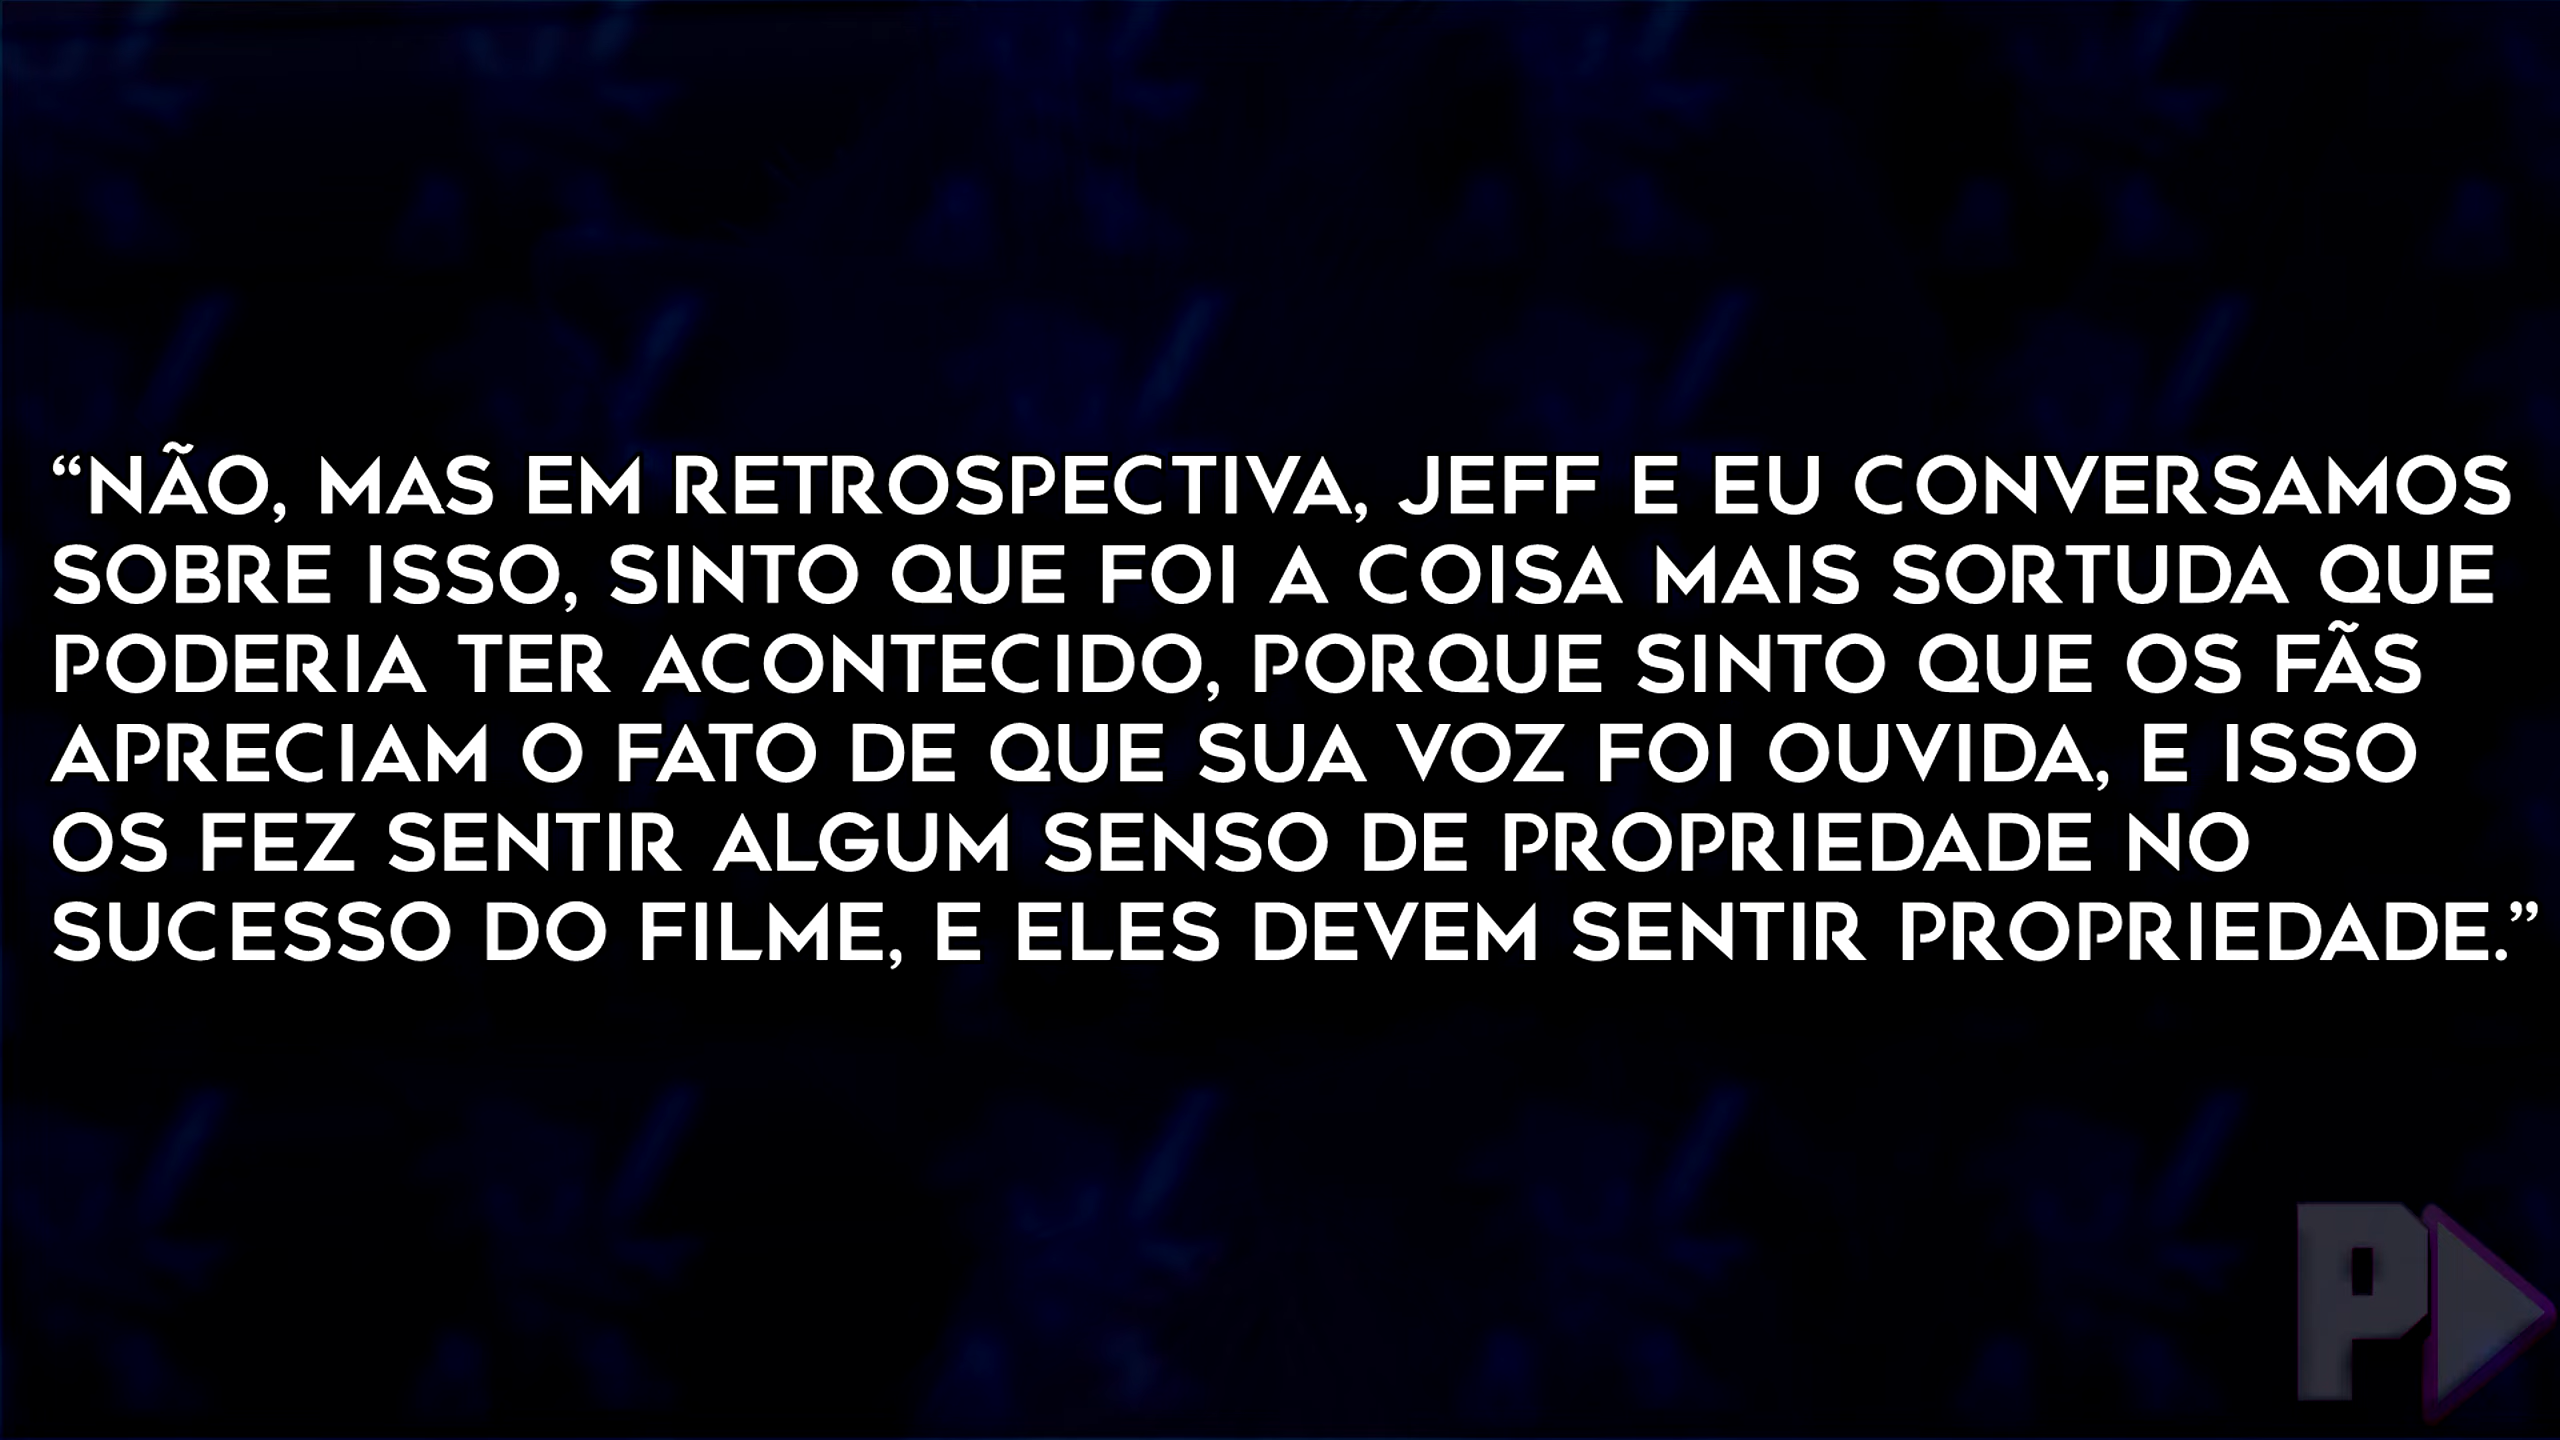 “NÃO, MAS EM RETROSPECTIVA, JEFF E EU CONVERSAMOS
SOBRE ISSO, SINTO QUE FOI A COISA MAIS SORTUDA QUE
PODERIA TER ACONTECIDO, PORQUE SINTO QUE OS FÃS
APRECIAM O FATO DE QUE SUA VOZ FOI OUVIDA, E ISSO
OS FEZ SENTIR ALGUM SENSO DE PROPRIEDADE NO
SUCESSO DO FILME, E ELES DEVEM SENTIR PROPRIEDADE.”
P